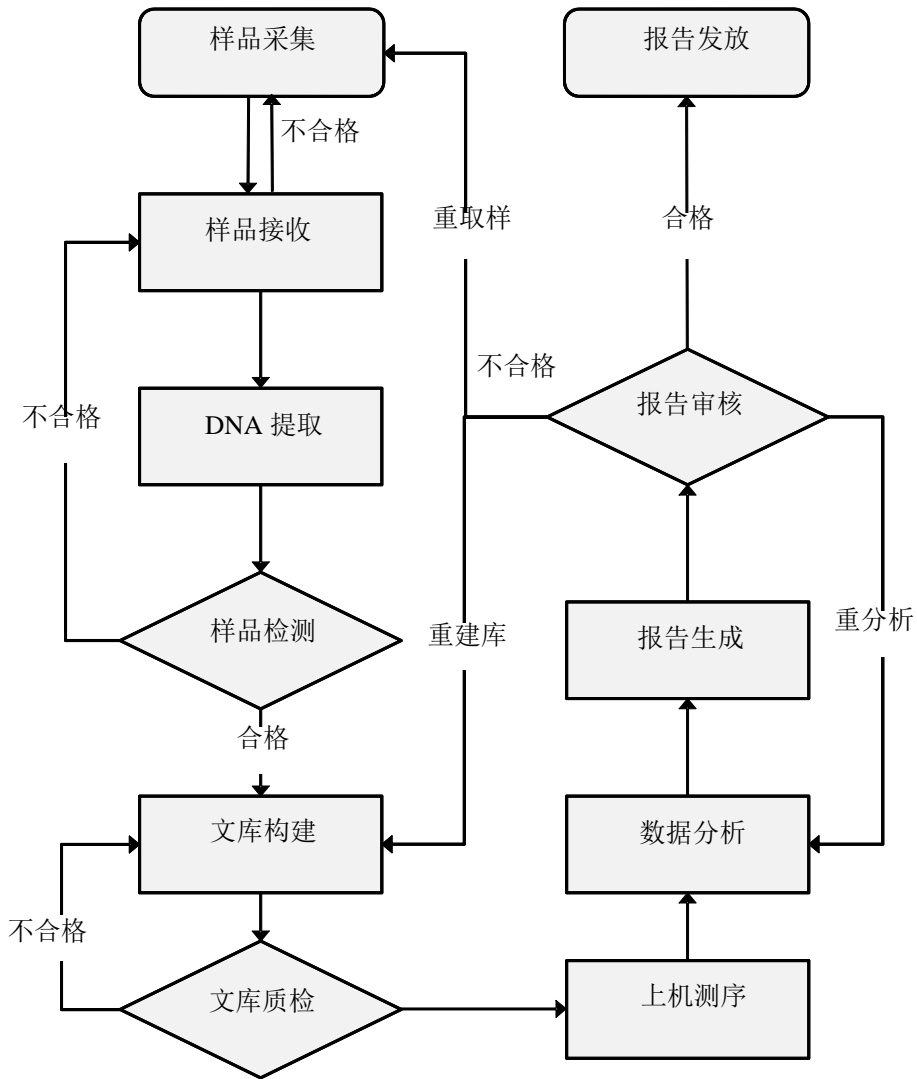 样品采集
报告发放
不合格
样品接收
重取样
合格
不合格
不合格
DNA 提取
报告审核
样品检测
重建库
报告生成
重分析
合格
文库构建
数据分析
不合格
文库质检
上机测序